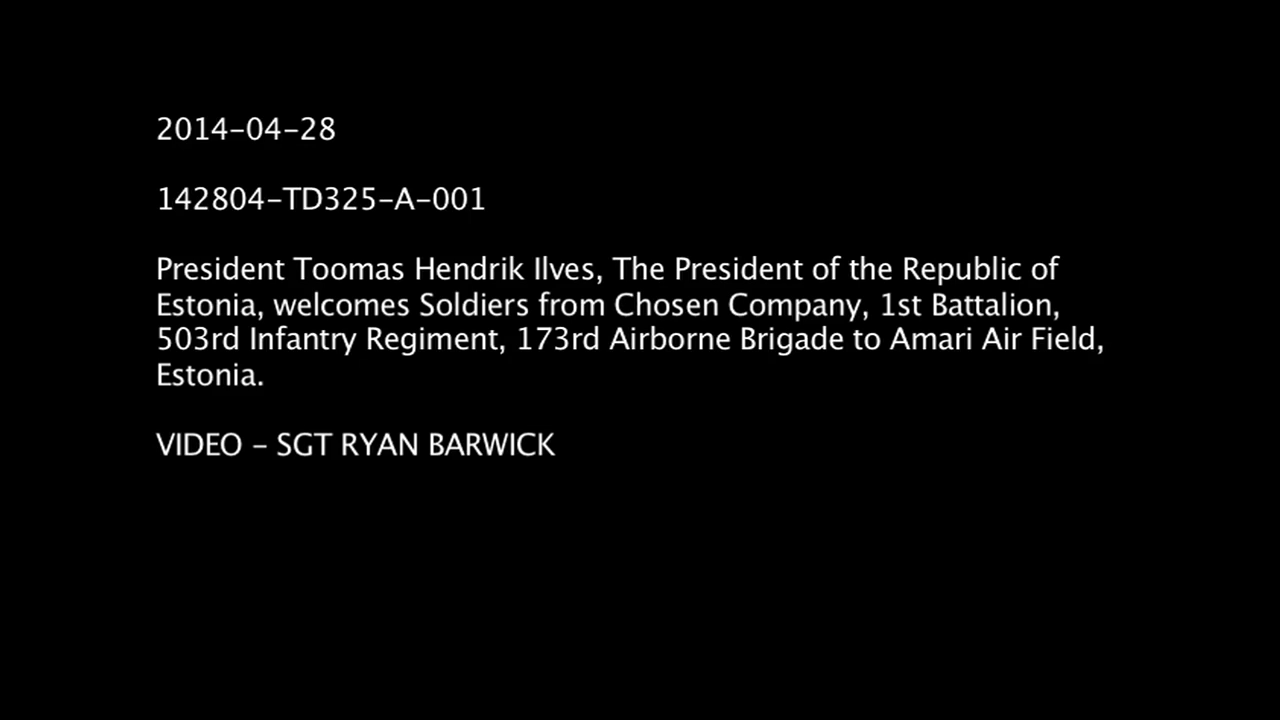 2014-04-28
142804-TD325-A-001
President Toomas Hendrik Ilves, The President of the Republic of
Estonia, welcomes Soldiers from Chosen Company, 1st Battalion,
503rd Infantry Regiment, 173rd Airborne Brigade to Amari Air Field,
Estonia.
VIDEO - SGT RYAN BARWICK